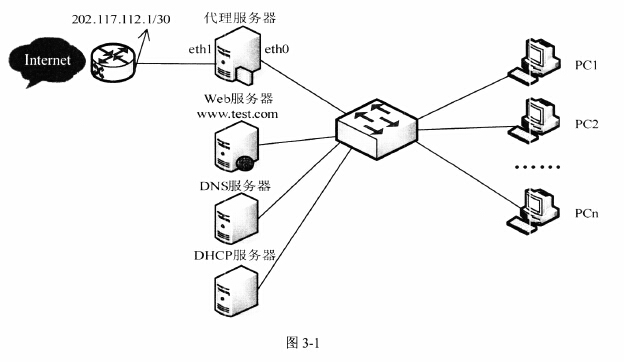 202.117.112.1/30
代理服务器
Internet
eth1
eth0
Web服务器
www.test.com
DNS服务器
DHCP服务器
PC1
PC2
……
PCn
图 3-1